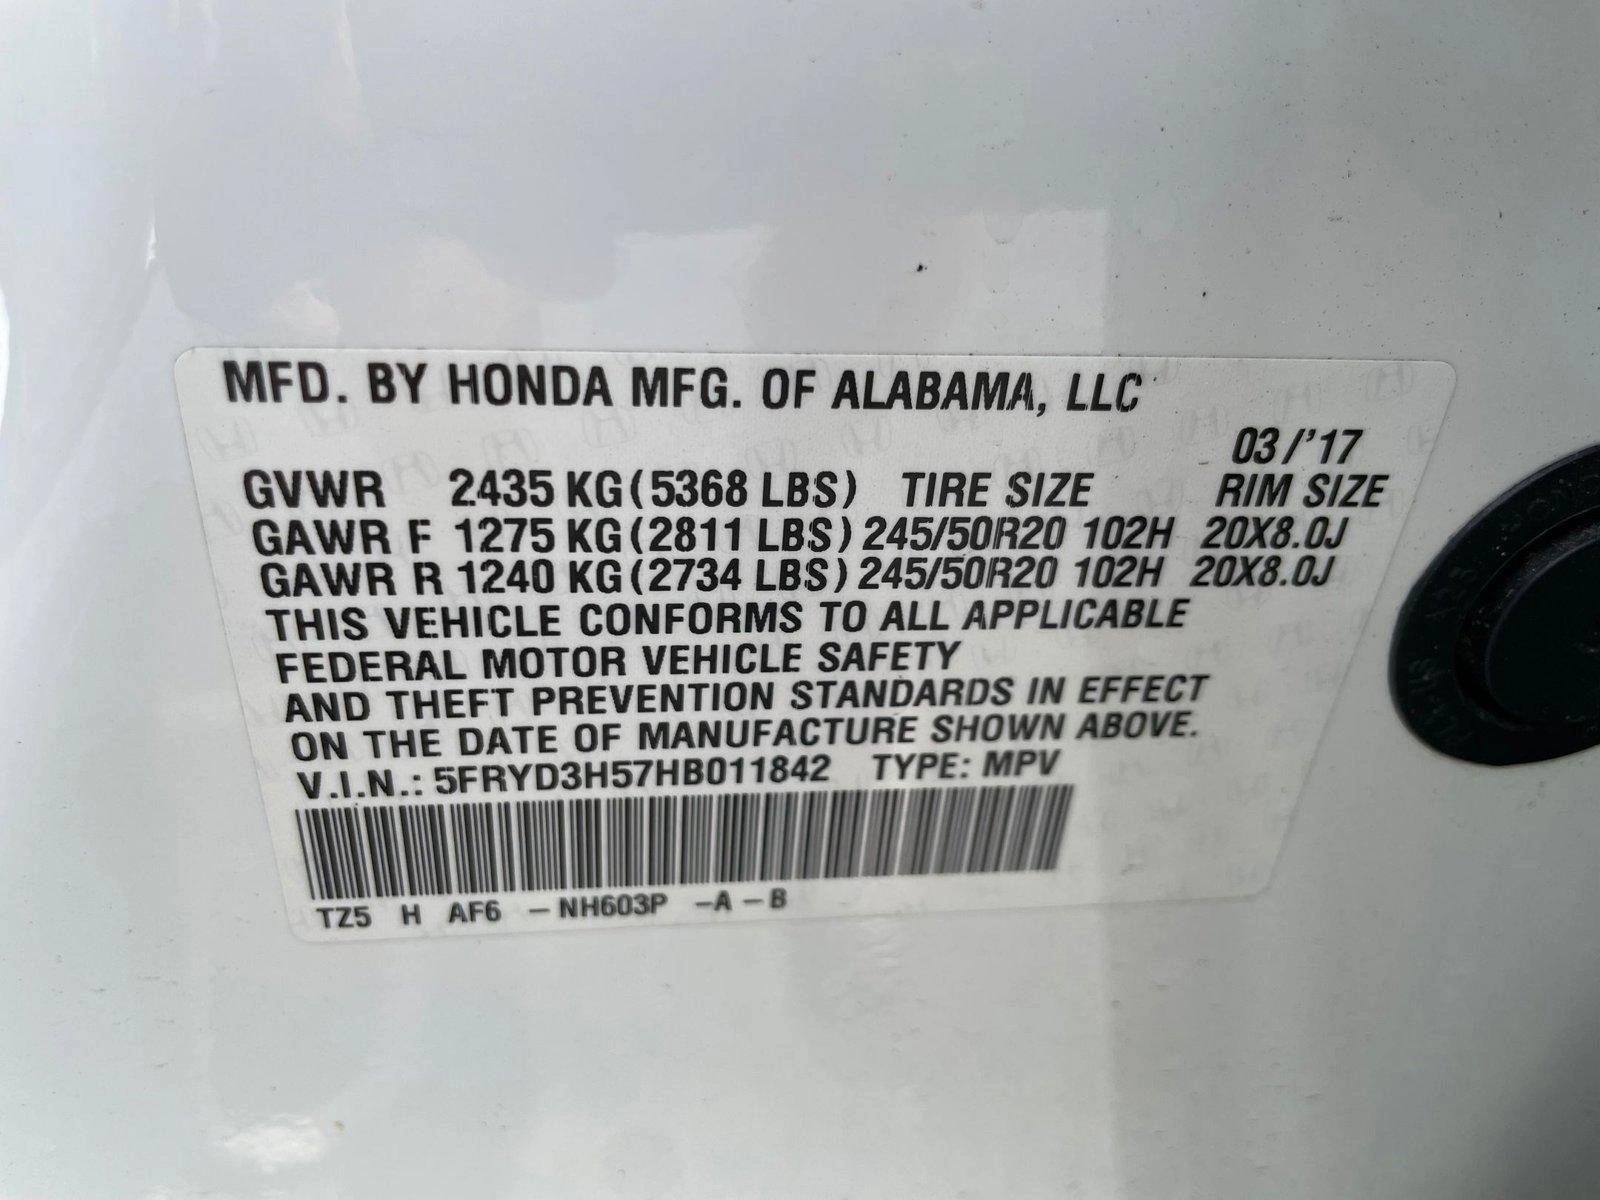 MFD. BY HONDA MFG. OF ALABAMA, LLC
03/'17
GVWR 2435 KG(5368 LBS) TIRE SIZE RIM SIZE
GAWR F 1275 KG(2811 LBS) 245/50R20 102H 20X8.0J
GAWR R 1240 KG(2734 LBS) 245/50R20 102H 20X8.0J
THIS VEHICLE CONFORMS TO ALL APPLICABLE
FEDERAL MOTOR VEHICLE SAFETY
AND THEFT PREVENTION STANDARDS IN EFFECT
ON THE DATE OF MANUFACTURE SHOWN ABOVE.
V.I.N.: 5FRYD3H57HB011842 TYPE: MPV
TZ5 H AF6 -NH603P -A-B